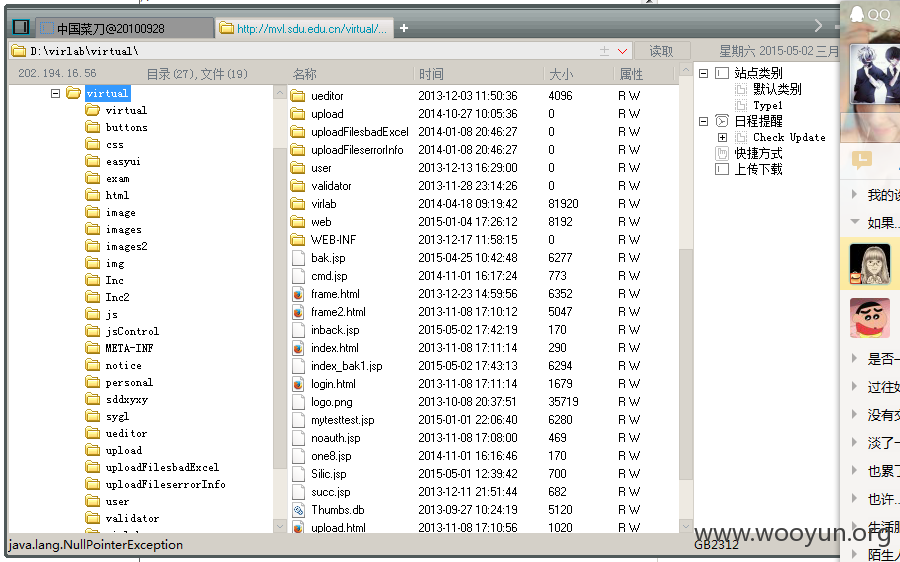 中国菜刀@20100928
http://mvl.sdu.edu.cn/virtual/...
QQ
D:\virlab\virtual\
读取
星期六 2015-05-02 三月
202.194.16.56
目录(27),文件(19)
名称 时间 大小 属性
virtual
virtual
buttons
css
easyui
exam
html
image
images
images2
img
Inc
Inc2
js
jsControl
META-INF
notice
personal
sddxyxy
sygl
ueditor
upload
uploadFilesbadExcel
uploadFileserrorInfo
user
validator
ueditor 2013-12-03 11:50:36 4096 R W
upload 2014-10-27 10:05:36 0 R W
uploadFilesbadExcel 2014-01-08 20:46:27 0 R W
uploadFileserrorInfo 2014-01-08 20:46:27 0 R W
user 2013-12-13 16:29:00 0 R W
validator 2013-11-28 23:14:26 0 R W
virlab 2014-04-18 09:19:42 81920 R W
web 2015-01-04 17:26:12 8192 R W
WEB-INF 2013-12-17 11:58:15 0 R W
bak.jsp 2015-04-25 10:42:48 6277 R W
cmd.jsp 2014-11-01 16:17:24 773 R W
frame.html 2013-12-23 14:59:56 6352 R W
frame2.html 2013-11-08 17:10:12 5047 R W
inback.jsp 2015-05-02 17:42:19 170 R W
index.html 2013-11-08 17:11:14 290 R W
index_bak1.jsp 2015-05-02 17:43:13 6294 R W
login.html 2013-11-08 17:11:14 1679 R W
logo.png 2013-10-08 20:37:51 35719 R W
mytesttest.jsp 2015-01-01 22:06:40 6280 R W
noauth.jsp 2013-11-08 17:08:00 469 R W
one8.jsp 2014-11-01 16:16:46 170 R W
Silic.jsp 2015-05-01 12:39:42 700 R W
succ.jsp 2013-12-11 21:51:44 682 R W
Thumbs.db 2013-09-27 10:24:19 5120 R W
upload.html 2013-11-08 17:10:56 1020 R W
站点类别
默认类别
Type1
日程提醒
Check Update
快捷方式
上传下载
我的
如果..
是否
过往
没有
淡了
也累了
也许..
生活
陌生
java.lang.NullPointerException
GB2312
www.wooyun.org